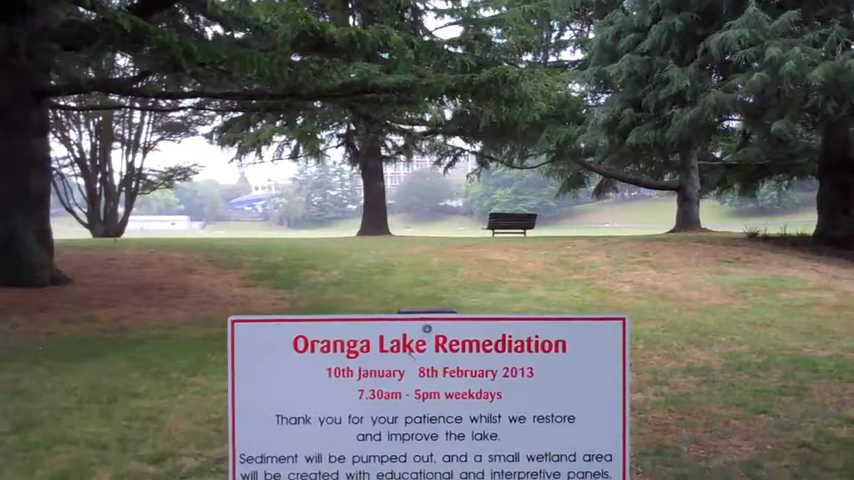 Oranga Lake Remediation
10th January 8th February 2013
7.30am - 5pm weekdays
Thank you for your patience whilst we restore
and improve the lake.
Sediment will be pumped out, and a small wetland area
will be created with educational and interpretive panels.